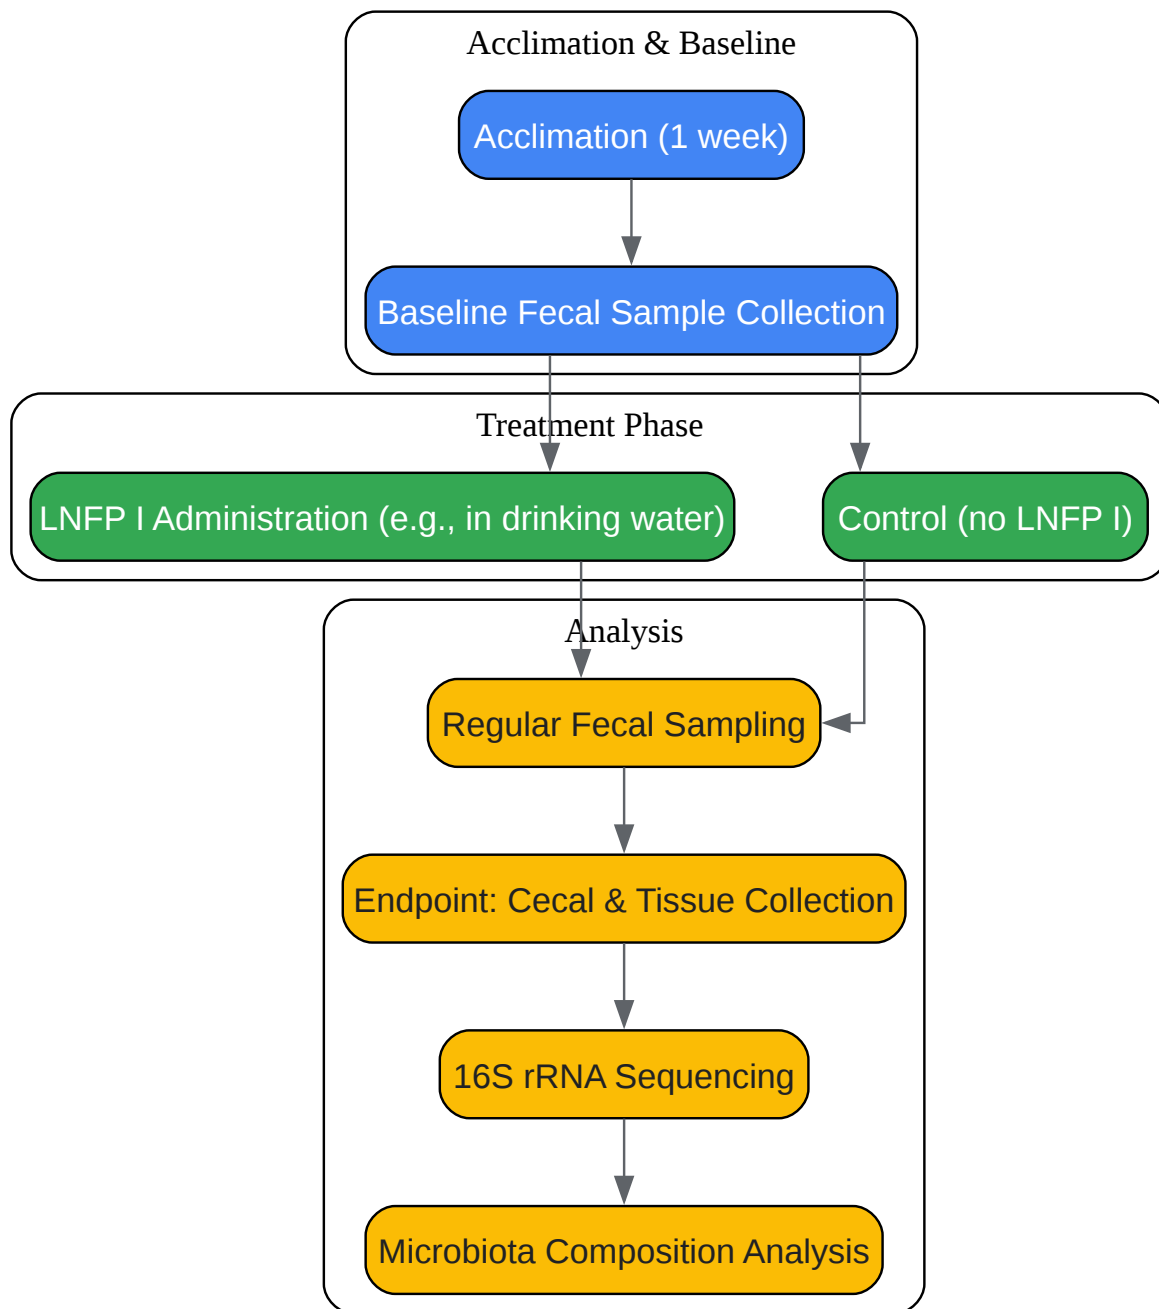 Acclimation & Baseline
Acclimation (1 week)
Baseline Fecal Sample Collection
Treatment Phase
LNFP I Administration (e.g., in drinking water)
Control (no LNFP I)
Analysis
Regular Fecal Sampling
Endpoint: Cecal & Tissue Collection
16S rRNA Sequencing
Microbiota Composition Analysis